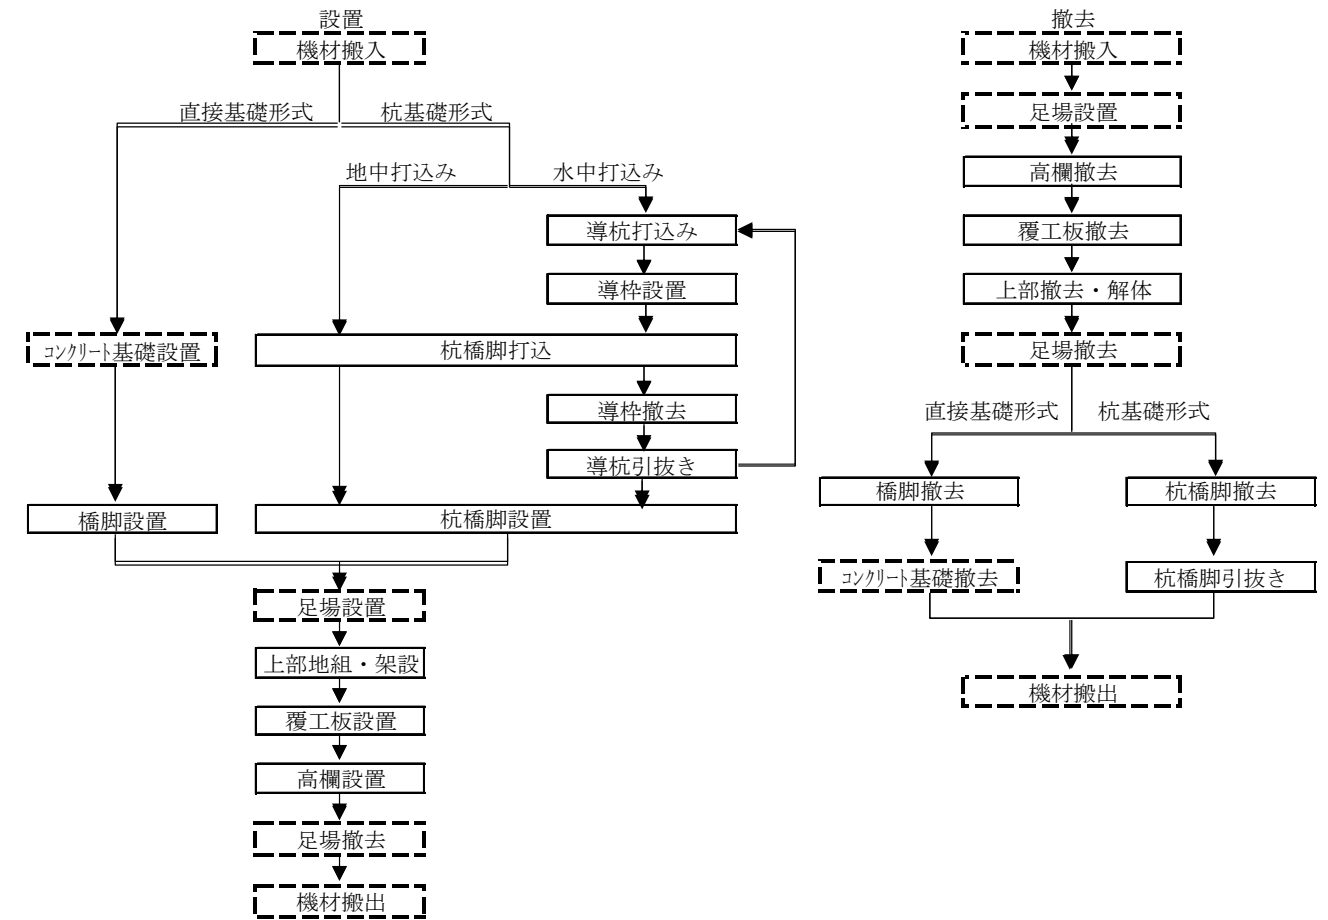 設置
機材搬入
直接基礎形式
杭基礎形式
地中打込み
水中打込み
導杭打込み
導枠設置
コンクリート基礎設置
杭橋脚打込
導枠撤去
導杭引抜き
橋脚設置
杭橋脚設置
足場設置
上部地組・架設
覆工板設置
高欄設置
足場撤去
機材搬出
撤去
機材搬入
足場設置
高欄撤去
覆工板撤去
上部撤去・解体
足場撤去
直接基礎形式
杭基礎形式
橋脚撤去
杭橋脚撤去
コンクリート基礎撤去
杭橋脚引抜き
機材搬出